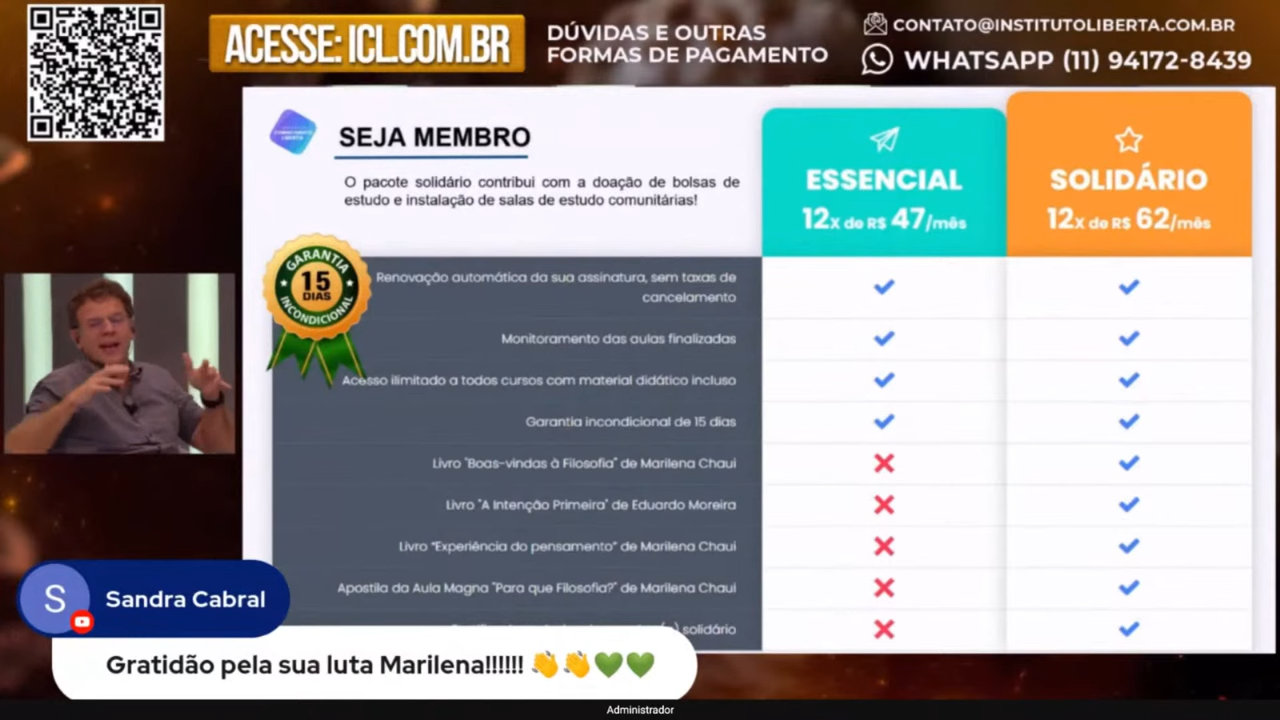 ACESSE: ICL.COM.BR
DÚVIDAS E OUTRAS
FORMAS DE PAGAMENTO
CONTATO@INSTITUTOLIBERTA.COM.BR
WHATSAPP (11) 94172-8439
SEJA MEMBRO
O pacote solidário contribui com a doação de bolsas de
estudo e instalação de salas de estudo comunitárias!
ESSENCIAL
12X de R$ 47/mês
SOLIDÁRIO
12X de R$ 62/mês
GARANTIA
15
DIAS
INCONDICIONAL
Renovação automática da sua assinatura, sem taxas de
cancelamento
Monitoramento das aulas finalizadas
Acesso ilimitado a todos cursos com material didático incluso
Garantia incondicional de 15 dias
Livro "Boas-vindas à Filosofia" de Marilena Chaui
Livro "A Intenção Primeira" de Eduardo Moreira
Livro "Experiência do pensamento" de Marilena Chaui
Apostila da Aula Magna "Para que Filosofia?" de Marilena Chaui
solidário
S
Sandra Cabral
Gratidão pela sua luta Marilena!!!!!! 👏👏💚💚
Administrador